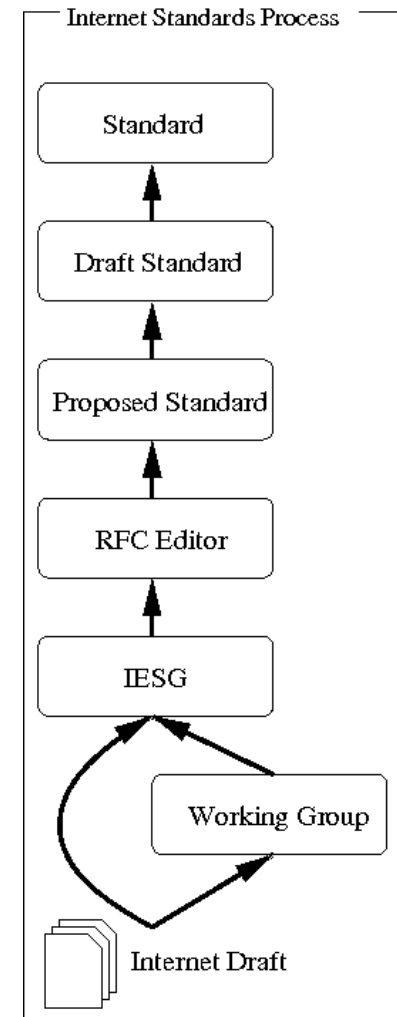 Internet Standards Process
Standard
Draft Standard
Proposed Standard
RFC Editor
IESG
Working Group
Internet Draft